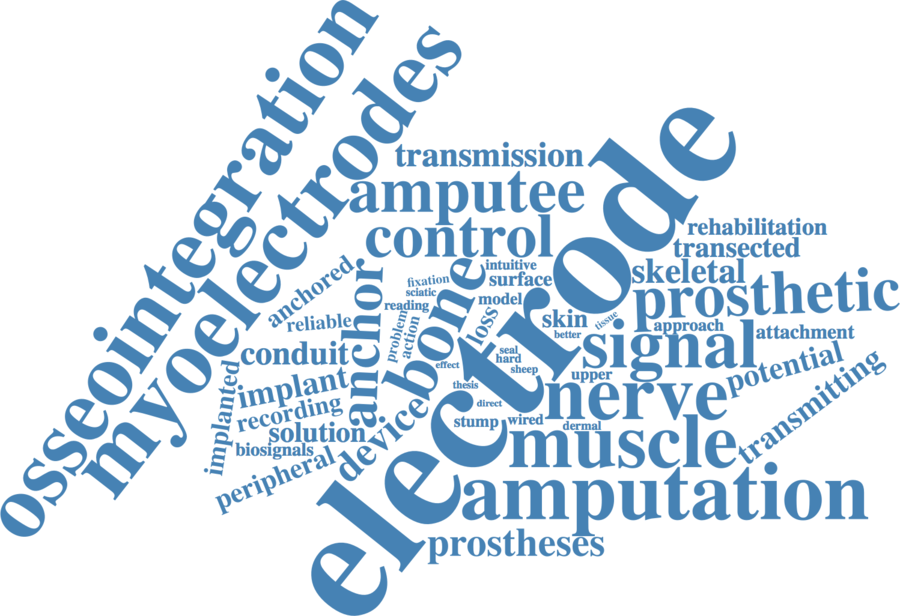 osseointegration
myoelectrodes
electrode
transmission
amputee
control
rehabilitation
transected
skeletal
prosthetic
intuitive
surface
fixation
sciatic
reading
model
anchored
reliable
anchor
bone
loss
skin
tissue
better
approach
attachment
problem
action
conduit
signal
seal
hard
sheep
effect
upper
potential
implanted
implant
thesis
nerve
transmitting
recording
direct
device
solution
stump
wired
dermal
biosignals
muscle
peripheral
amputation
prostheses